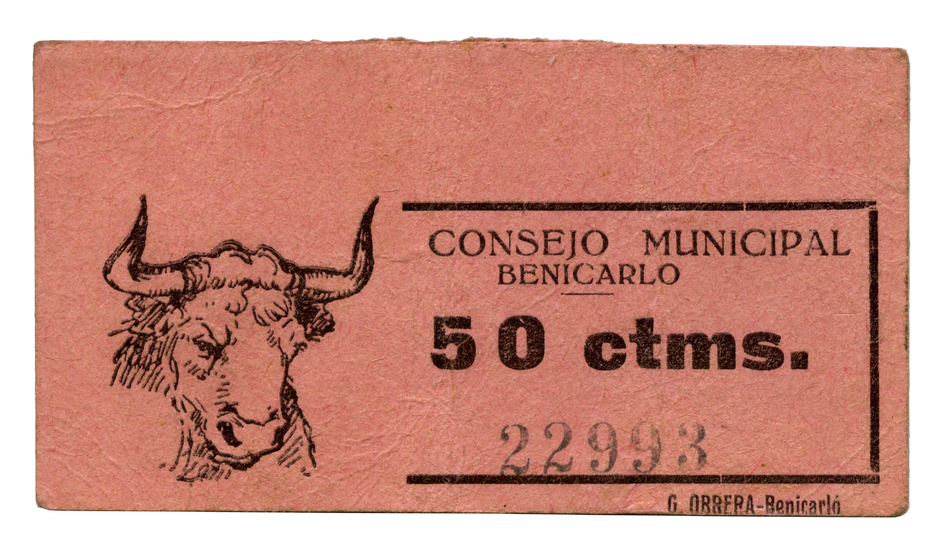 CONSEJO MUNICIPAL
BENICARLO
50 ctms.
22993
G. OBRERA-Benicarló